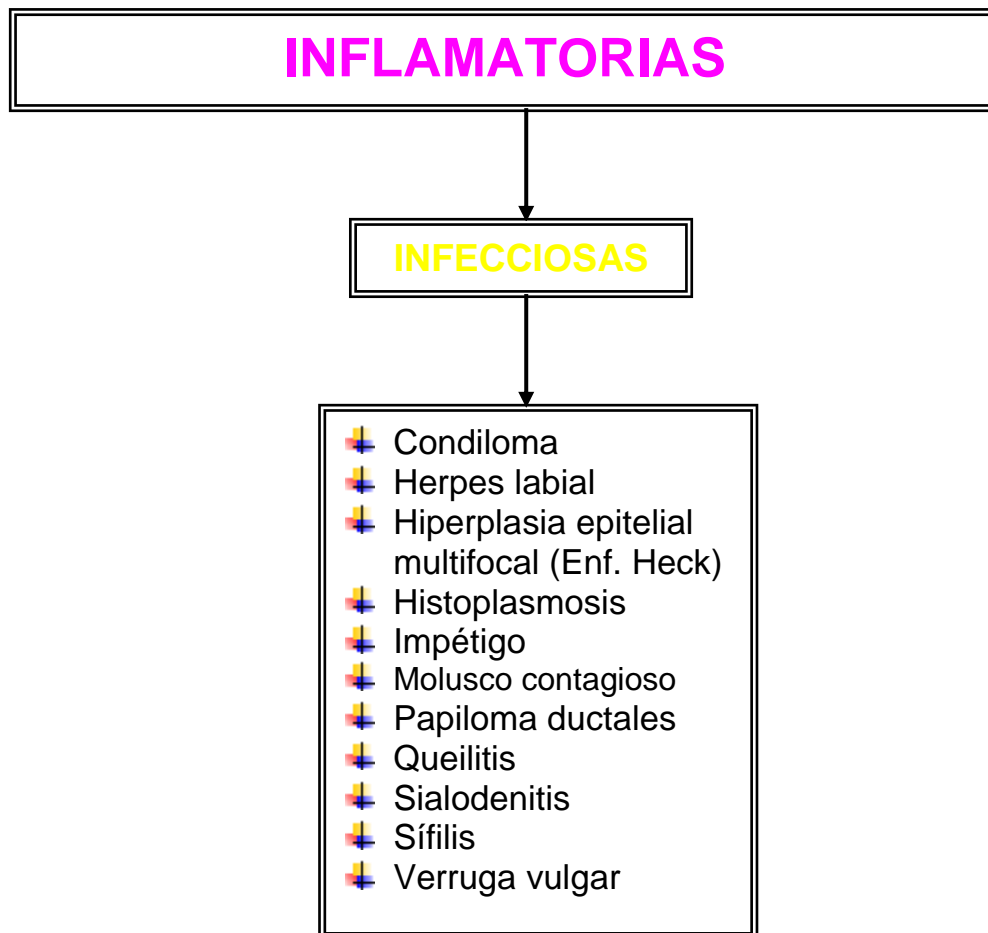 INFLAMATORIAS
INFECCIOSAS
Condiloma
Herpes labial
Hiperplasia epitelial
multifocal (Enf. Heck)
Histoplasmosis
Impétigo
Molusco contagioso
Papiloma ductales
Queilitis
Sialodenitis
Sífilis
Verruga vulgar